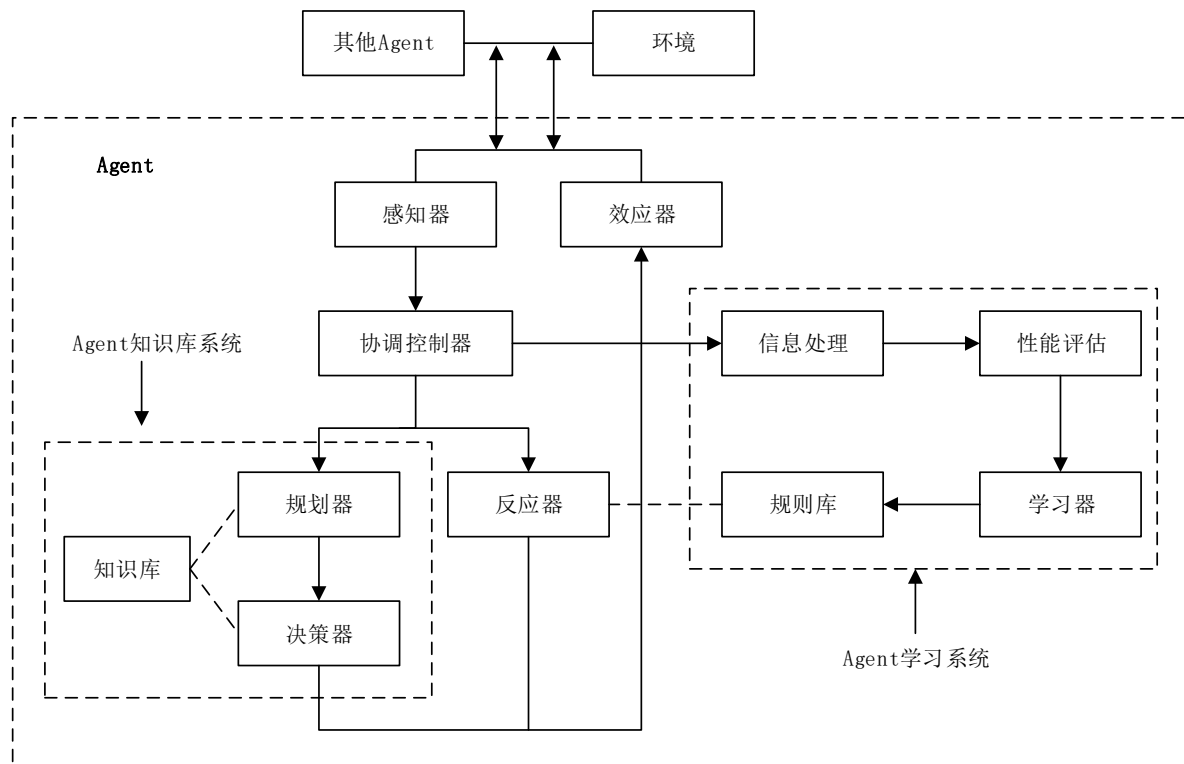 其他Agent
环境
Agent
感知器
效应器
Agent知识库系统
协调控制器
信息处理
性能评估
规划器
反应器
规则库
学习器
知识库
决策器
Agent学习系统